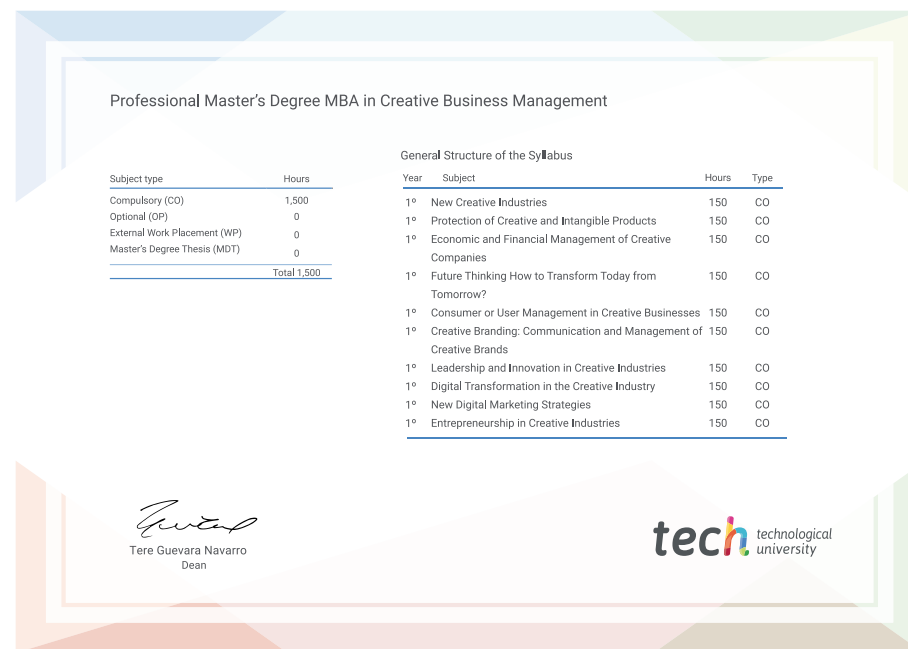 Professional Master's Degree MBA in Creative Business Management
Subject type Hours
Compulsory (CO) 1,500
Optional (OP) 0
External Work Placement (WP) 0
Master's Degree Thesis (MDT) 0
Total 1,500
General Structure of the Syllabus
Year Subject Hours Type
1º New Creative Industries 150 CO
1º Protection of Creative and Intangible Products 150 CO
1º Economic and Financial Management of Creative 150 CO
Companies
1º Future Thinking How to Transform Today from 150 CO
Tomorrow?
1º Consumer or User Management in Creative Businesses 150 CO
1º Creative Branding: Communication and Management of 150 CO
Creative Brands
1º Leadership and Innovation in Creative Industries 150 CO
1º Digital Transformation in the Creative Industry 150 CO
1º New Digital Marketing Strategies 150 CO
1º Entrepreneurship in Creative Industries 150 CO
Tere Guevara Navarro
Dean
tech technological
university